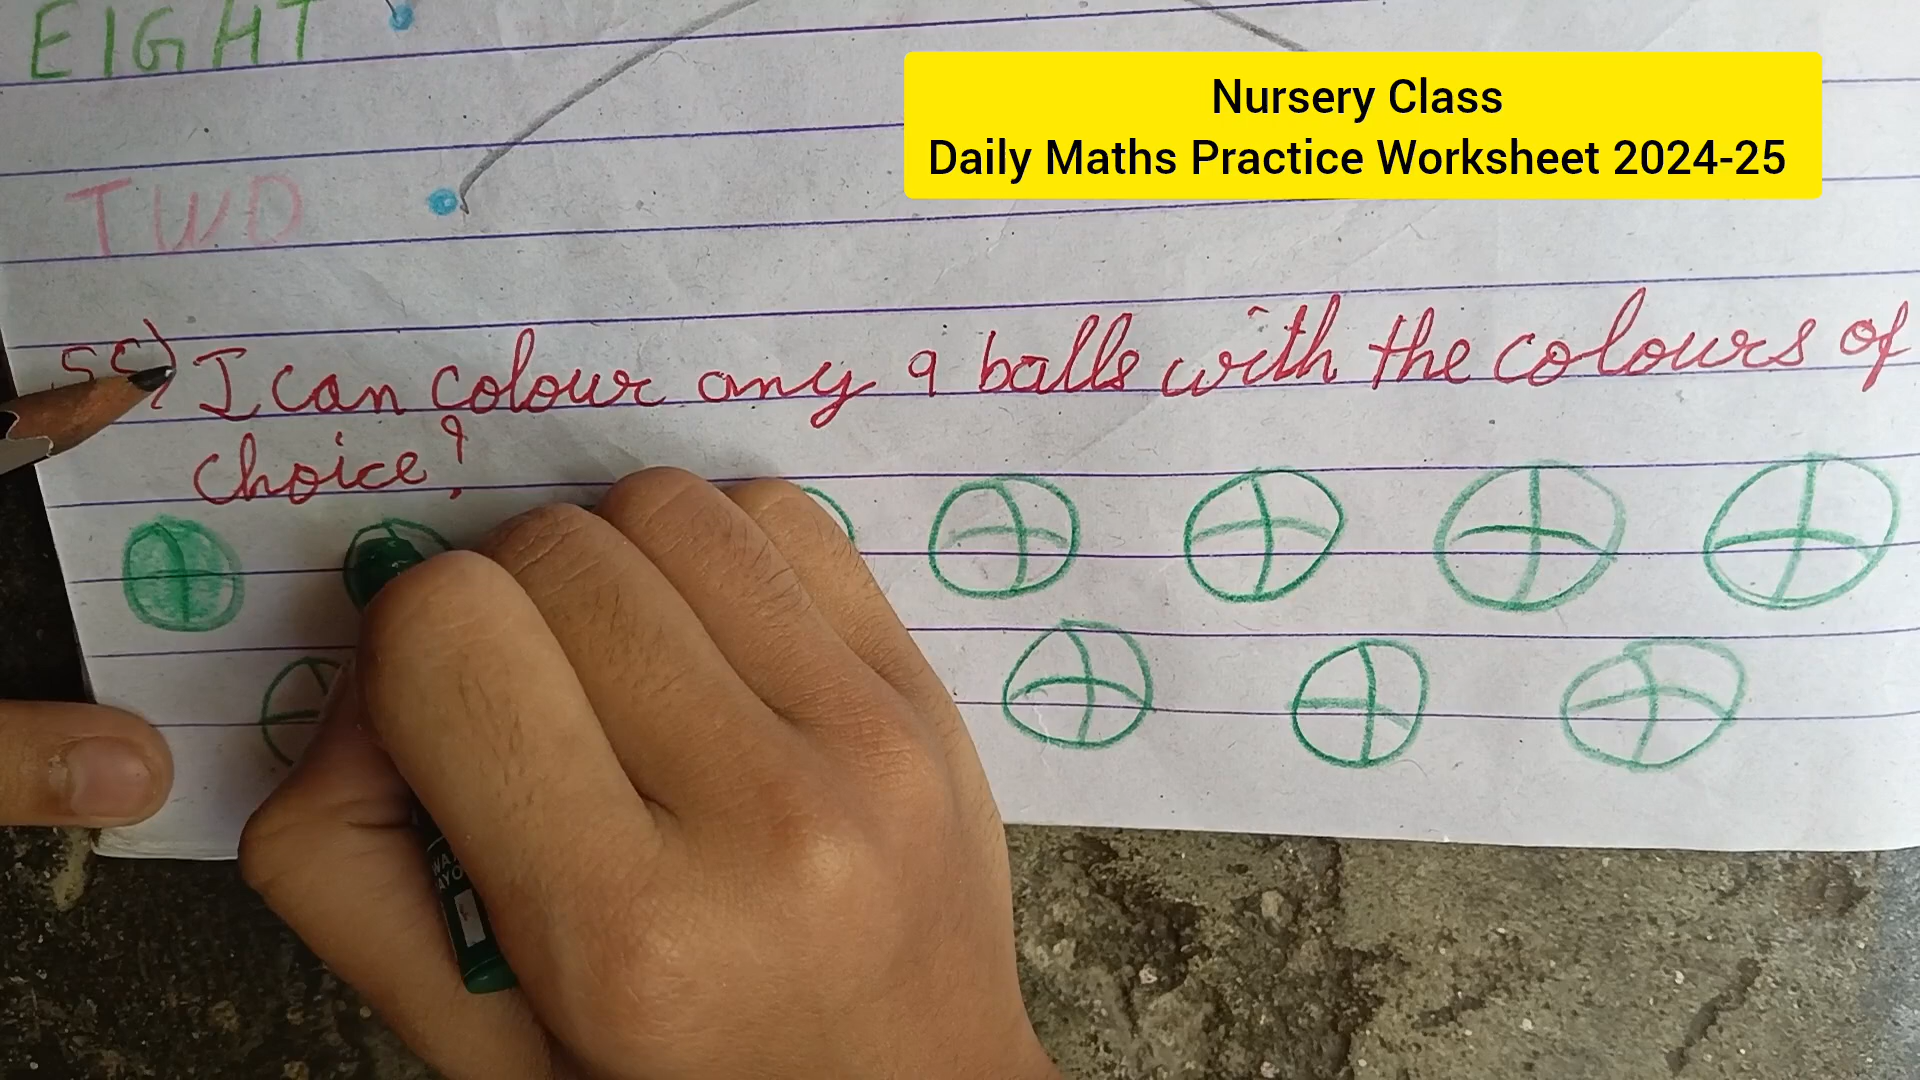 EIGHT
Nursery Class
Daily Maths Practice Worksheet 2024-25
TWO
I can colour any 9 balls with the colours of
choice?
WAX